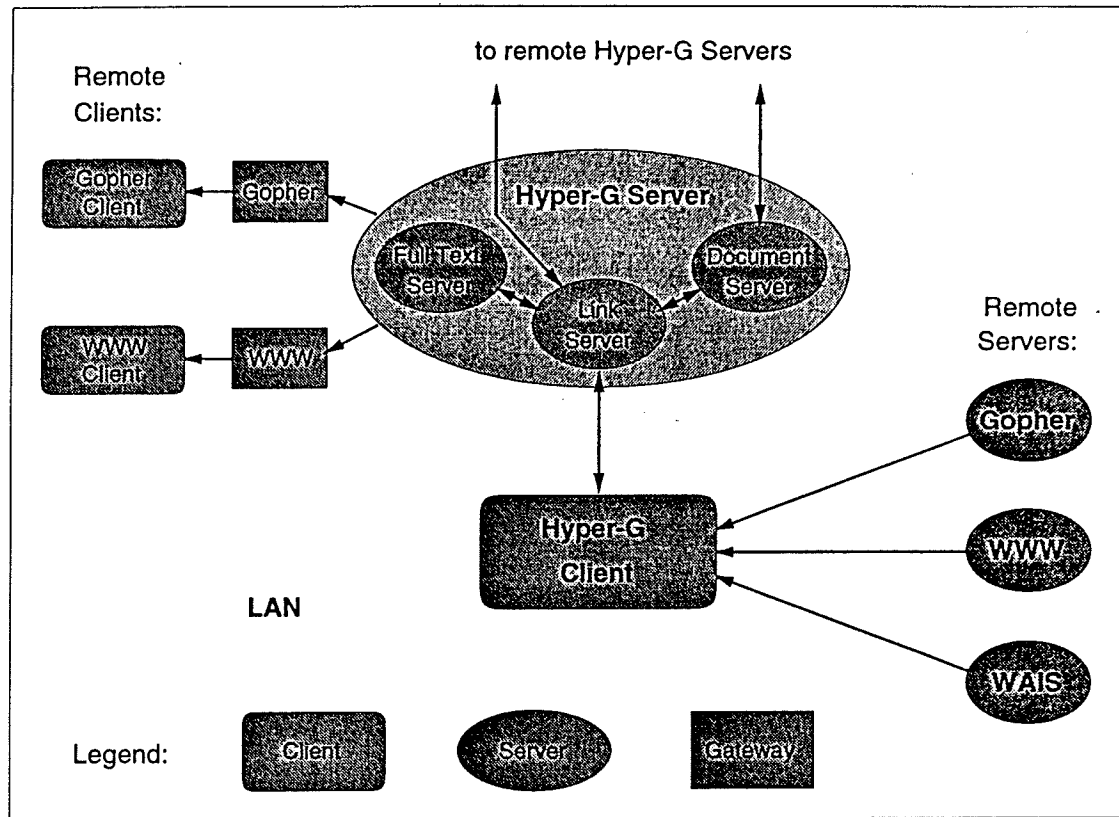 to remote Hyper-G Servers
Remote
Clients:
Gopher
Client
Gopher
Hyper-G Server
Full Text
Server
Document
Server
Link
Server
WWW
Client
WWW
Remote
Servers:
Gopher
Hyper-G
Client
WWW
LAN
WAIS
Legend:
Client
Server
Gateway